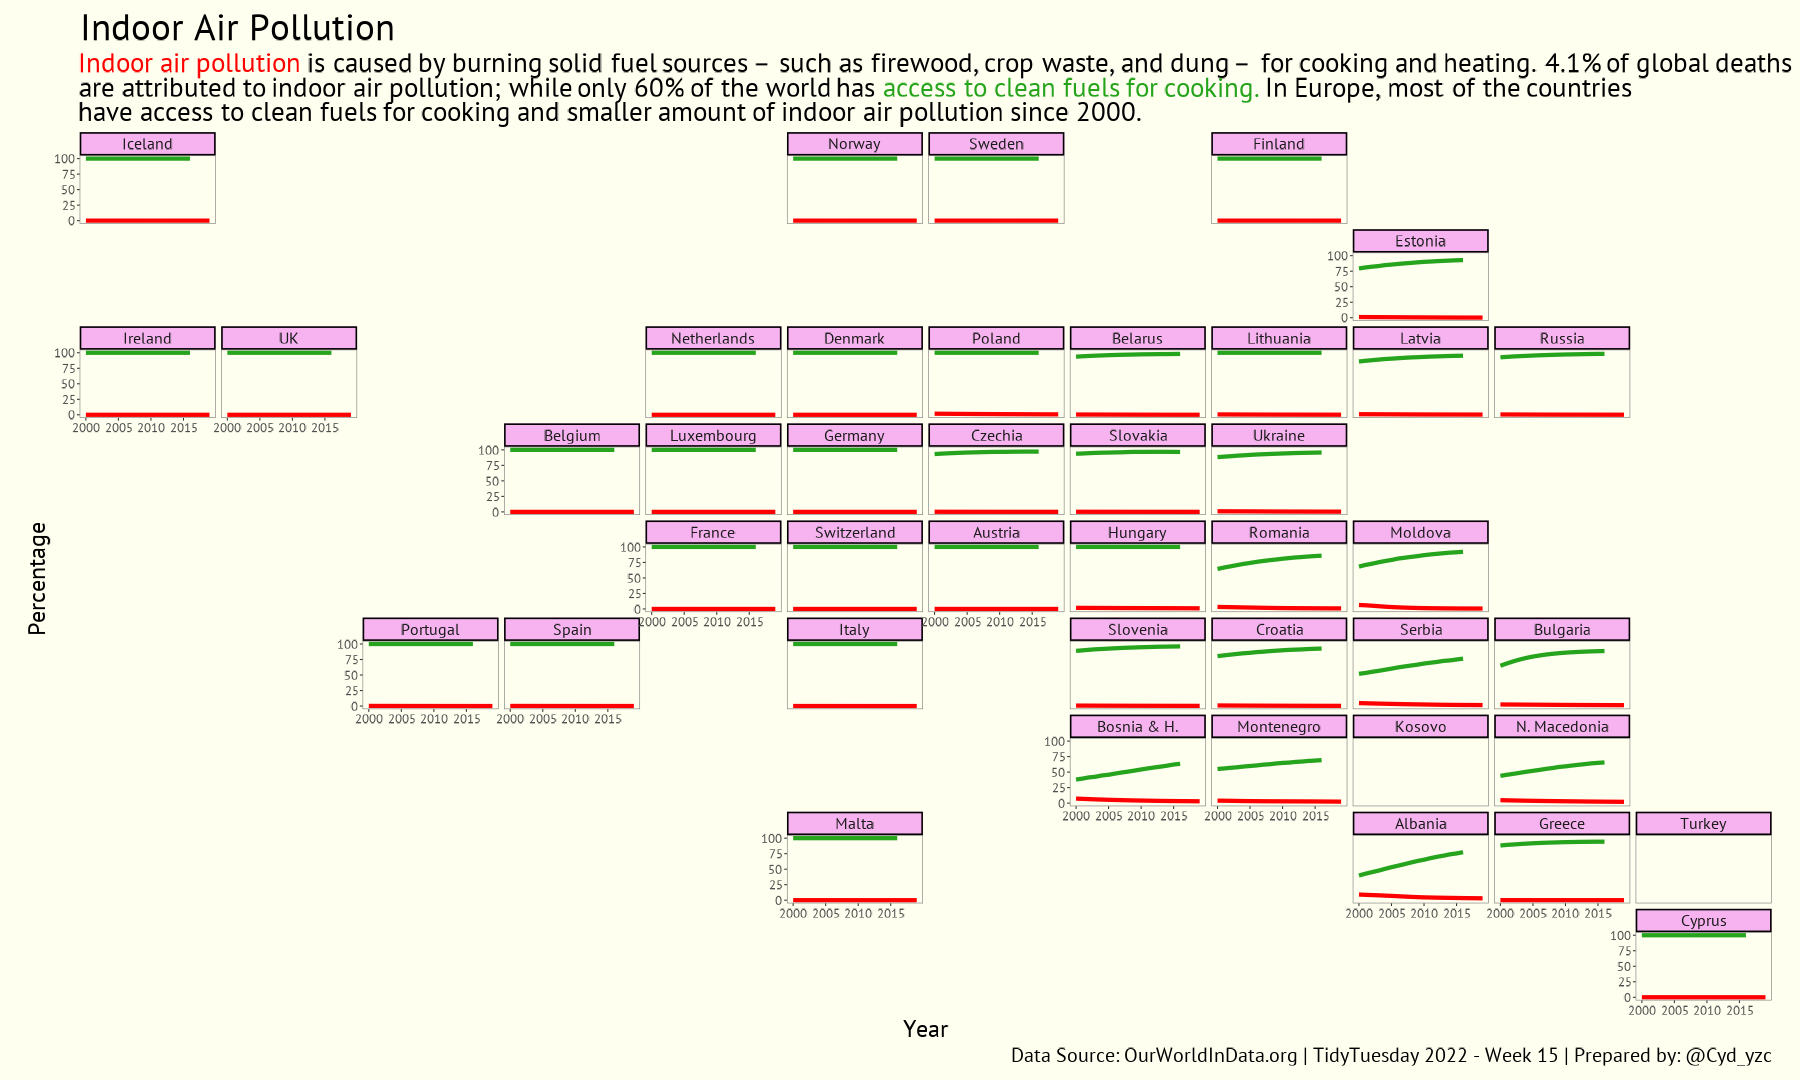 Indoor Air Pollution
Indoor air pollution is caused by burning solid fuel sources – such as firewood, crop waste, and dung – for cooking and heating. 4.1% of global deaths
are attributed to indoor air pollution; while only 60% of the world has access to clean fuels for cooking. In Europe, most of the countries
have access to clean fuels for cooking and smaller amount of indoor air pollution since 2000.
Iceland Norway Sweden Finland
100
75
50
25
0
Estonia
100
75
50
25
0
Ireland UK Netherlands Denmark Poland Belarus Lithuania Latvia Russia
100
75
50
25
0
2000 2005 2010 2015 2000 2005 2010 2015
Belgium Luxembourg Germany Czechia Slovakia Ukraine
100
75
50
25
0
France Switzerland Austria Hungary Romania Moldova
100
75
50
25
0
2000 2005 2010 2015 2000 2005 2010 2015
Portugal Spain Italy Slovenia Croatia Serbia Bulgaria
100
75
50
25
0
2000 2005 2010 2015 2000 2005 2010 2015
Bosnia & H. Montenegro Kosovo N. Macedonia
100
75
50
25
0
2000 2005 2010 2015 2000 2005 2010 2015
Malta Albania Greece Turkey
100
75
50
25
0
2000 2005 2010 2015 2000 2005 2010 2015 2000 2005 2010 2015
Cyprus
100
75
50
25
0
2000 2005 2010 2015
Percentage
Year
Data Source: OurWorldInData.org | TidyTuesday 2022 - Week 15 | Prepared by: @Cyd_yzc